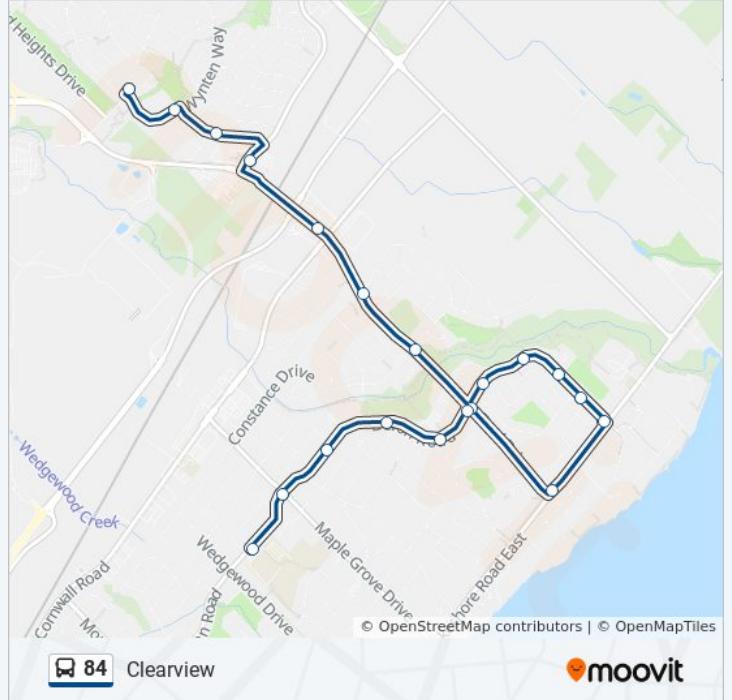 d Heights Drive
Wynten Way
Constance Drive
Wedgewood Creek
Maple Grove Drive
Wedgewood Drive
Cornwall Road
n Road
hore Road East
© OpenStreetMap contributors | © OpenMapTiles
84 Clearview
moovit